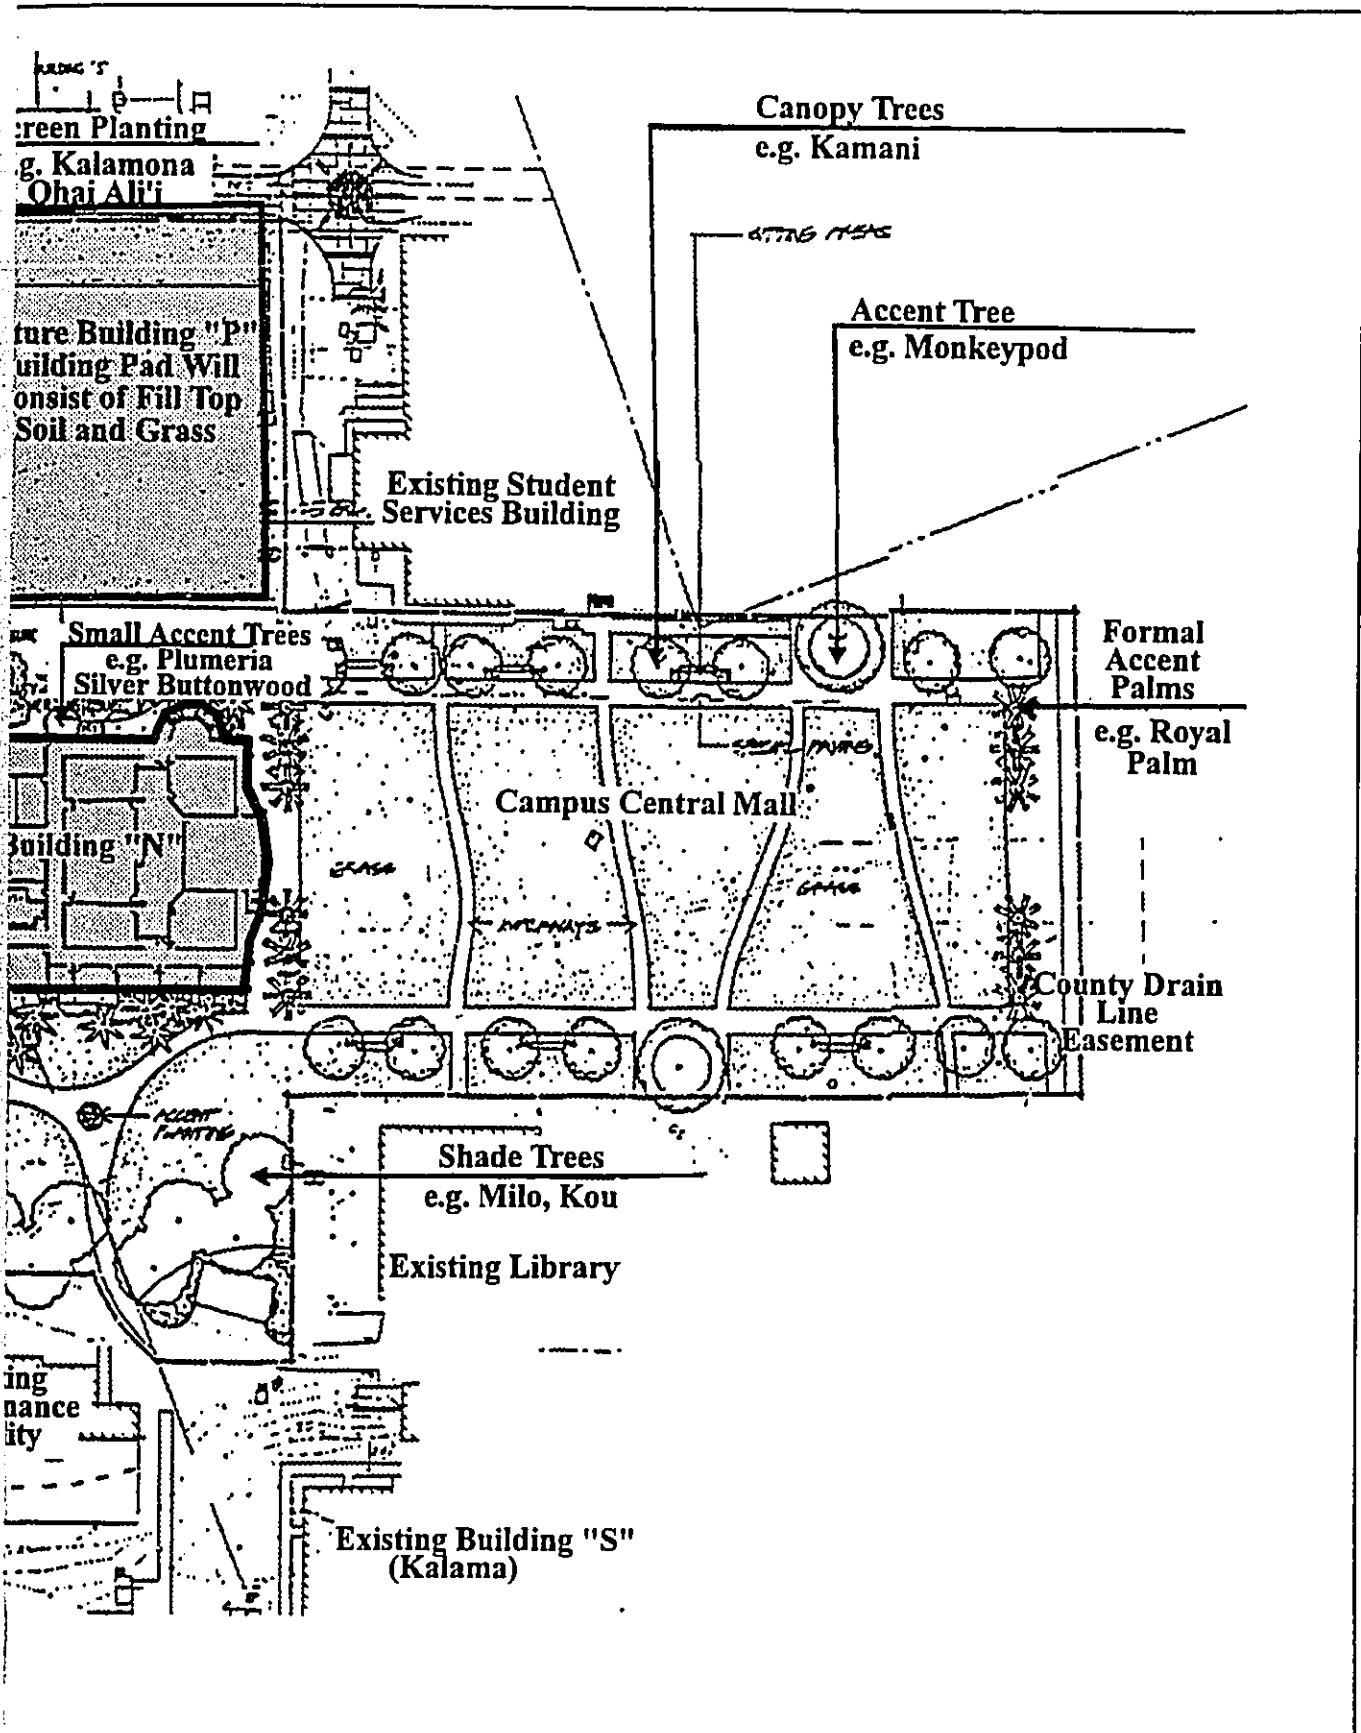 Canopy Trees
e.g. Kamani
reen Planting
g. Kalamona
Ohai Ali'i
Accent Tree
e.g. Monkeypod
ture Building "P"
uilding Pad Will
onsist of Fill Top
Soil and Grass
Existing Student
Services Building
Small Accent Trees
e.g. Plumeria
Silver Buttonwood
Formal
Accent
Palms
e.g. Royal
Palm
PAVING
Campus Central Mall
Building "N"
GRASS
GRASS
County Drain
Line
Easement
ACCENT
PLANTING
Shade Trees
e.g. Milo, Kou
Existing Library
ing
nance
ity
Existing Building "S"
(Kalama)